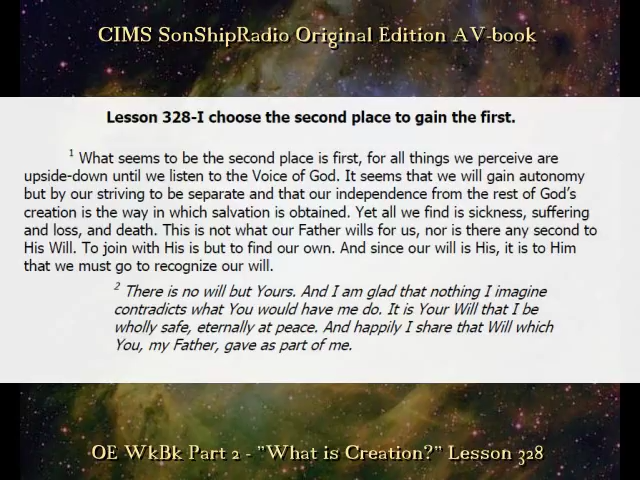 CIMS SonShipRadio Original Edition AV-book
Lesson 328-I choose the second place to gain the first.
1 What seems to be the second place is first, for all things we perceive are
upside-down until we listen to the Voice of God. It seems that we will gain autonomy
but by our striving to be separate and that our independence from the rest of God's
creation is the way in which salvation is obtained. Yet all we find is sickness, suffering
and loss, and death. This is not what our Father wills for us, nor is there any second to
His Will. To join with His is but to find our own. And since our will is His, it is to Him
that we must go to recognize our will.
2 There is no will but Yours. And I am glad that nothing I imagine
contradicts what You would have me do. It is Your Will that I be
wholly safe, eternally at peace. And happily I share that Will which
You, my Father, gave as part of me.
OE WkBk Part 2 - "What is Creation?" Lesson 328